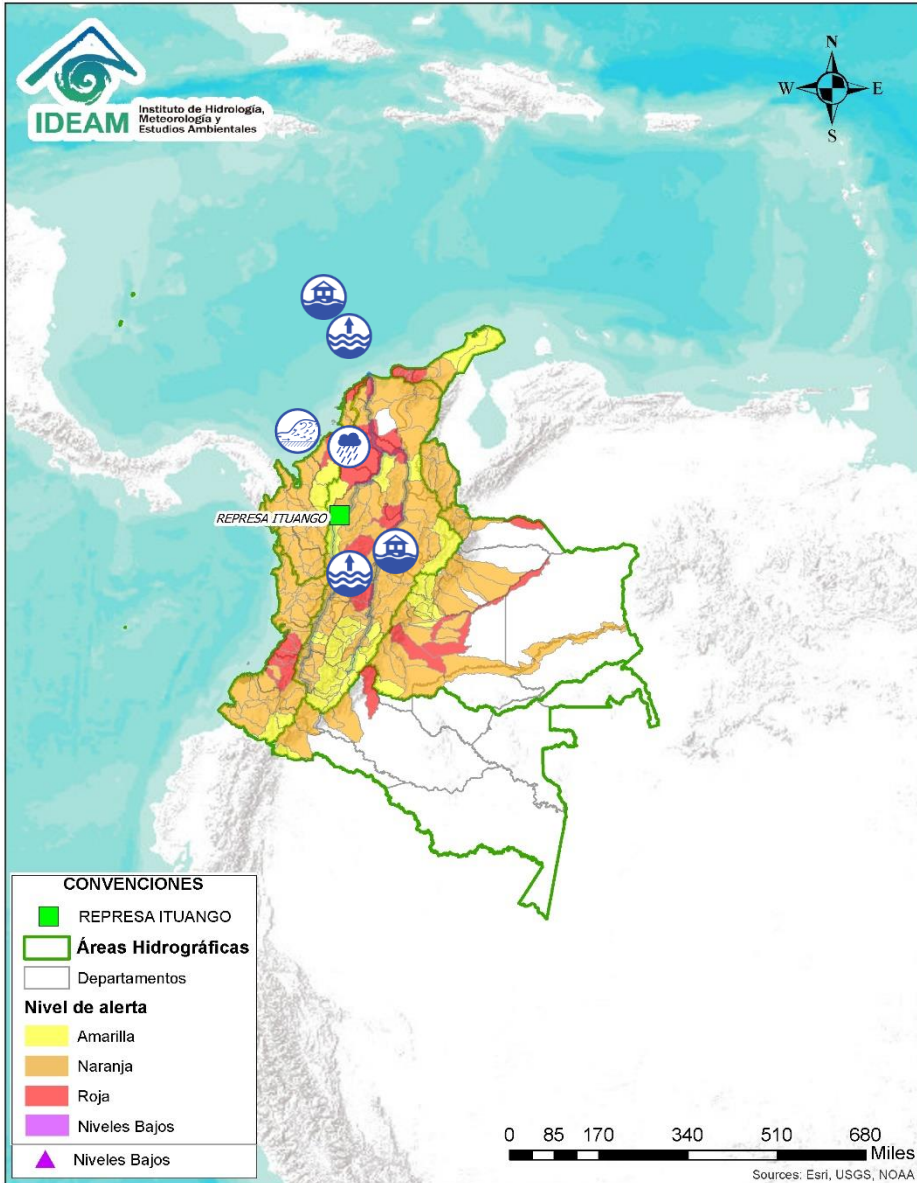 IDEAM
Instituto de Hidrología,
Meteorología y
Estudios Ambientales
N
W
E
S
REPRESA ITUANGO
CONVENCIONES
REPRESA ITUANGO
Áreas Hidrográficas
Departamentos
Nivel de alerta
Amarilla
Naranja
Roja
Niveles Bajos
Niveles Bajos
0 85 170 340 510 680
Miles
Sources: Esri, USGS, NOAA